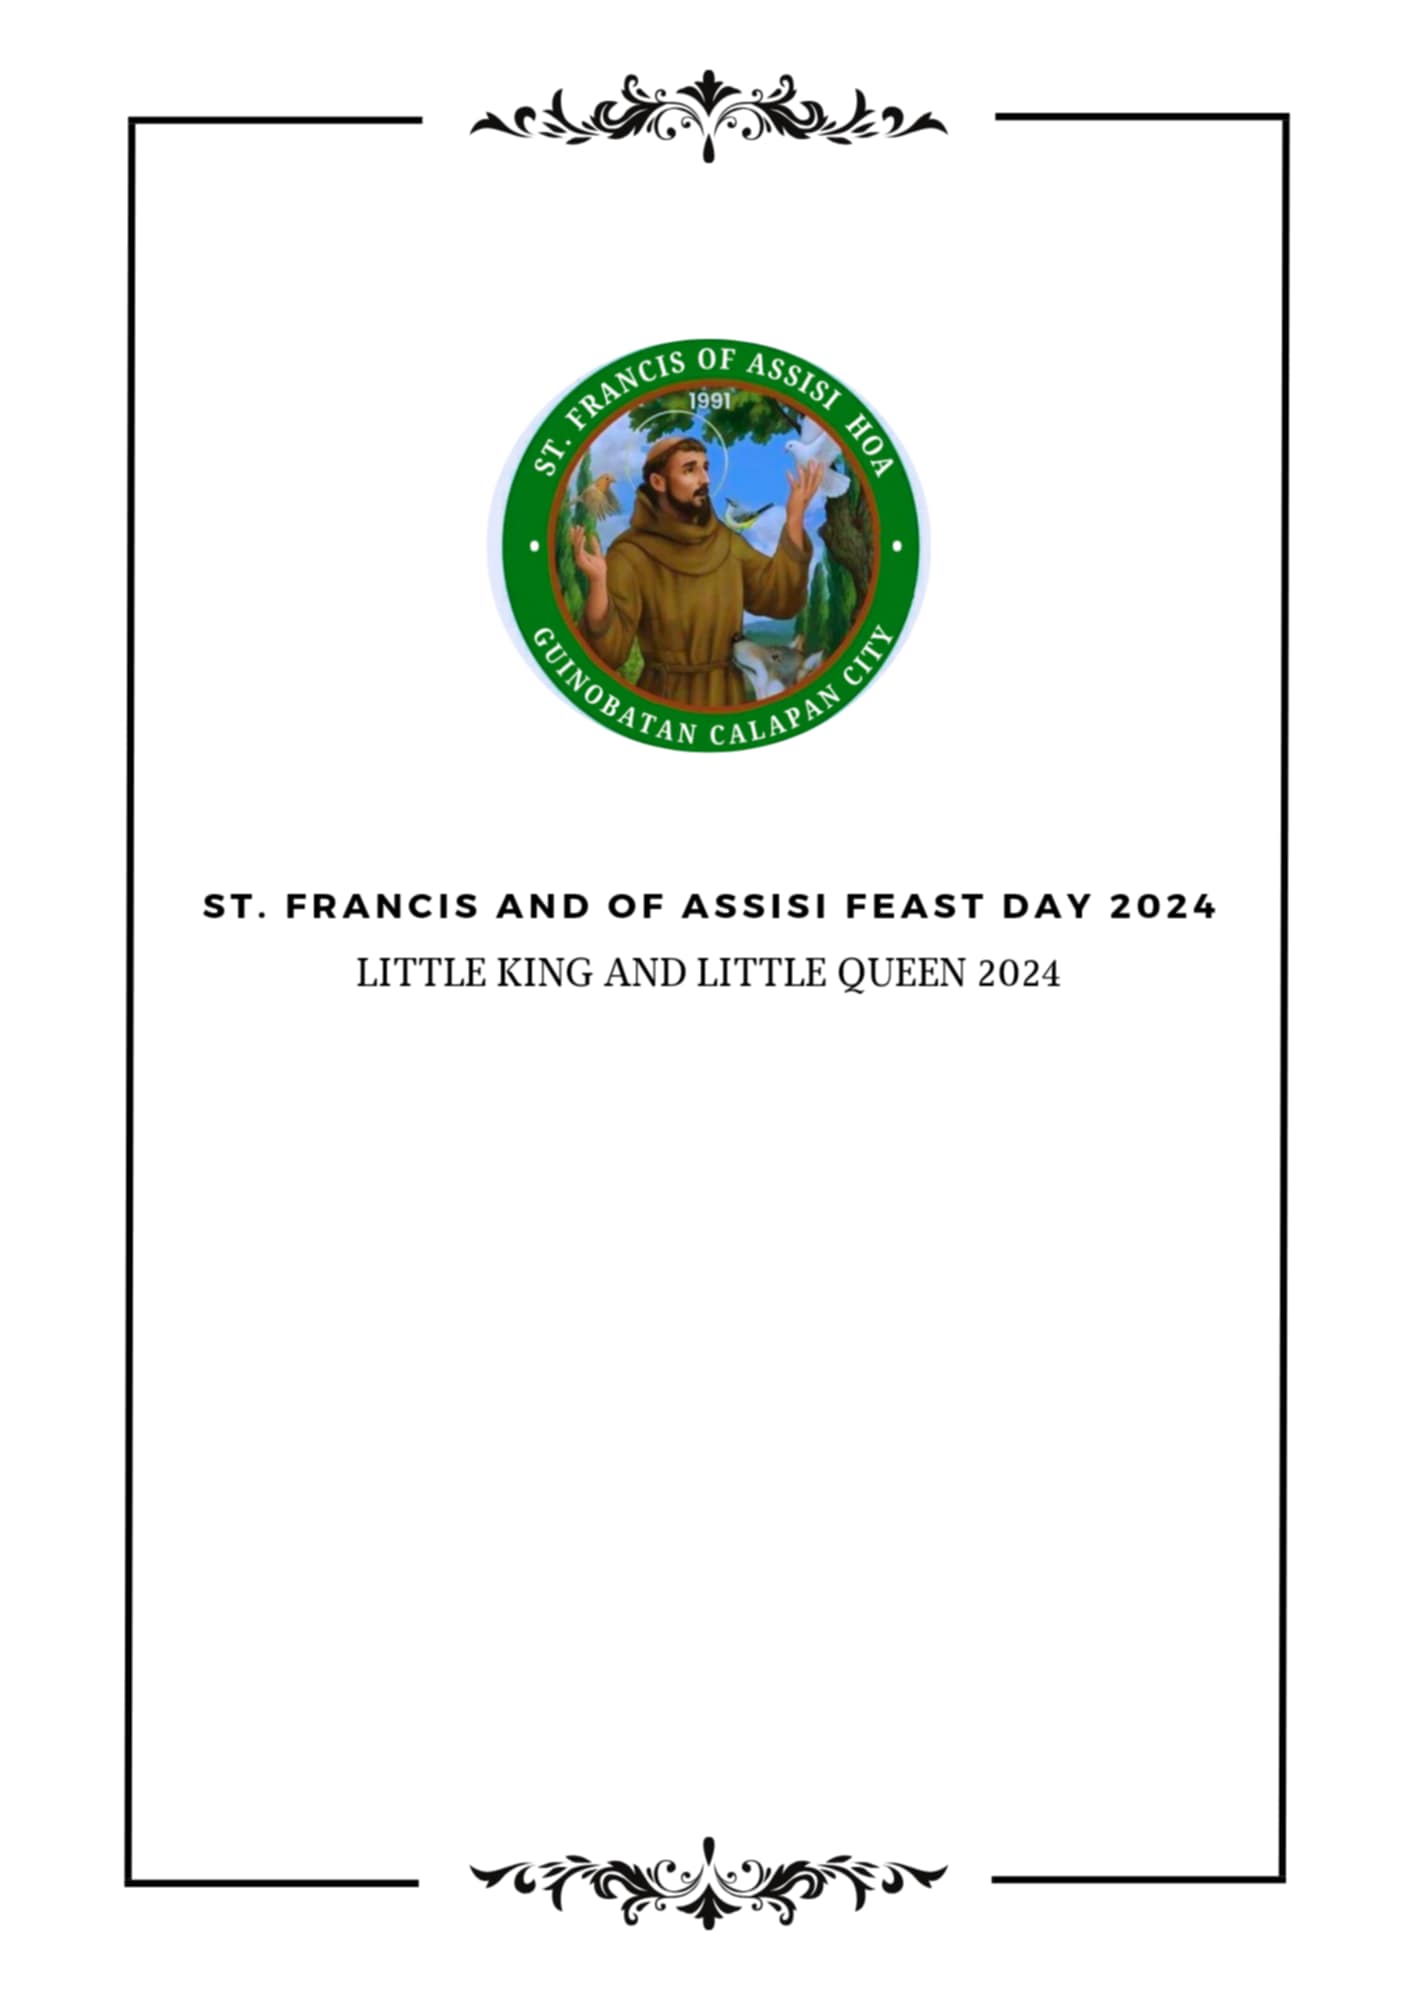 ST. FRANCIS OF ASSISI HOA
1991
GUINOBATAN CALAPAN CITY
ST. FRANCIS AND OF ASSISI FEAST DAY 2024
LITTLE KING AND LITTLE QUEEN 2024